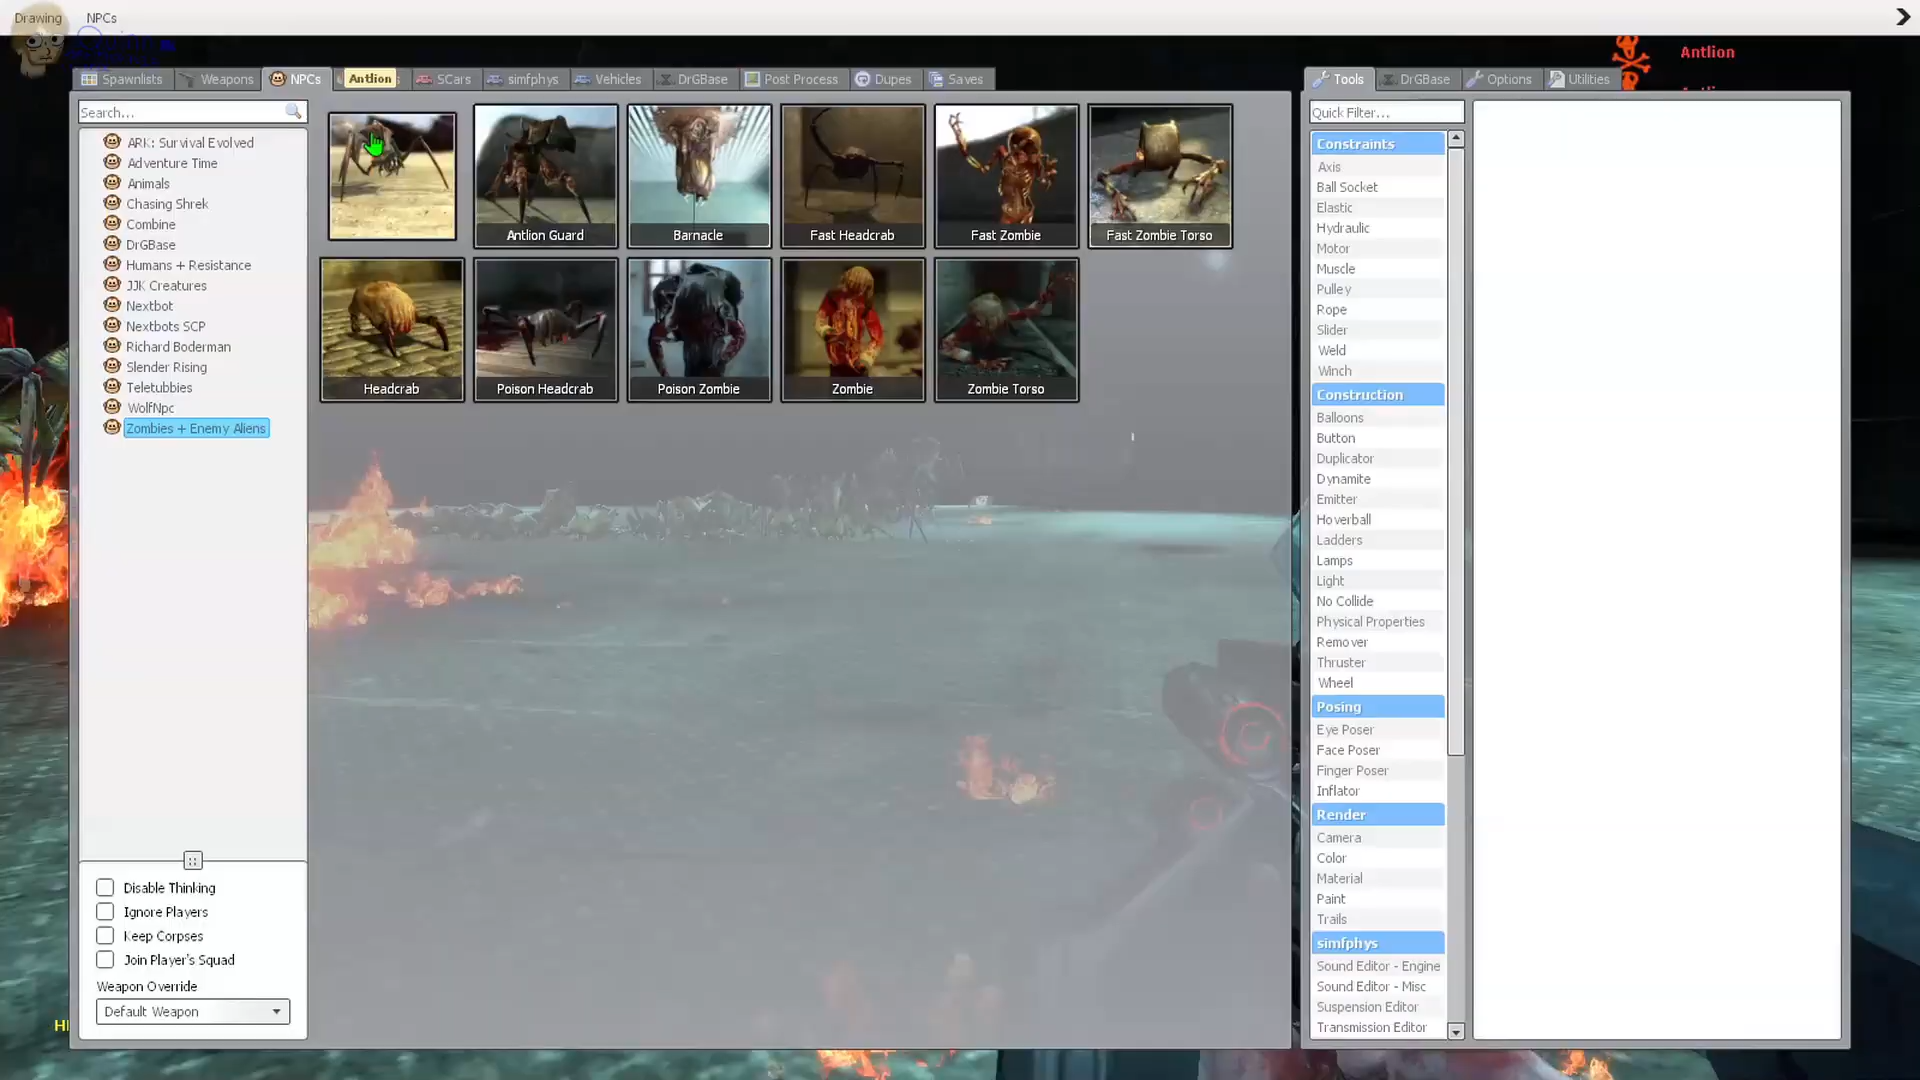 Drawing NPCs
Antlion
Spawnlists Weapons NPCs Antlion SCars simfphys Vehicles DrGBase Post Process Dupes Saves
Tools DrGBase Options Utilities
Search...
ARK: Survival Evolved
Adventure Time
Animals
Chasing Shrek
Combine
DrGBase
Humans + Resistance
JJK Creatures
Nextbot
Nextbots SCP
Richard Boderman
Slender Rising
Teletubbies
WolfNpc
Zombies + Enemy Aliens
Disable Thinking
Ignore Players
Keep Corpses
Join Player's Squad
Weapon Override
Default Weapon
Antlion Guard
Barnacle
Fast Headcrab
Fast Zombie
Fast Zombie Torso
Headcrab
Poison Headcrab
Poison Zombie
Zombie
Zombie Torso
Quick Filter...
Constraints
Axis
Ball Socket
Elastic
Hydraulic
Motor
Muscle
Pulley
Rope
Slider
Weld
Winch
Construction
Balloons
Button
Duplicator
Dynamite
Emitter
Hoverball
Ladders
Lamps
Light
No Collide
Physical Properties
Remover
Thruster
Wheel
Posing
Eye Poser
Face Poser
Finger Poser
Inflator
Render
Camera
Color
Material
Paint
Trails
simfphys
Sound Editor - Engine
Sound Editor - Misc
Suspension Editor
Transmission Editor